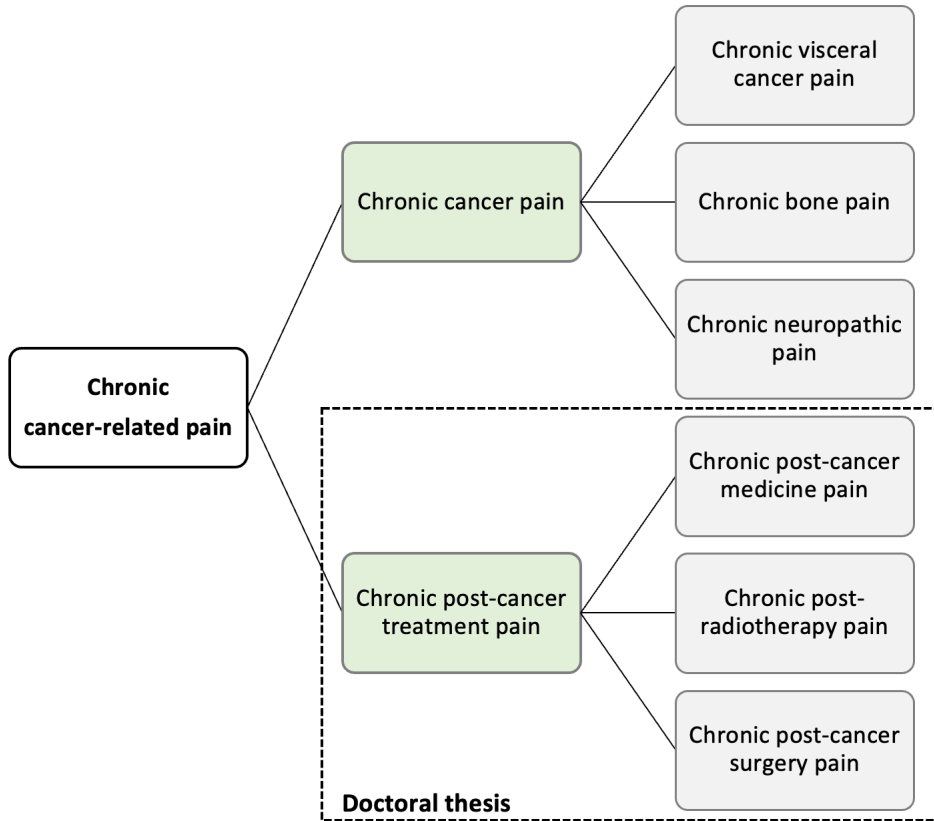 Chronic visceral
cancer pain
Chronic cancer pain
Chronic bone pain
Chronic neuropathic
pain
Chronic
cancer-related pain
Chronic post-cancer
medicine pain
Chronic post-cancer
treatment pain
Chronic post-
radiotherapy pain
Chronic post-cancer
surgery pain
Doctoral thesis